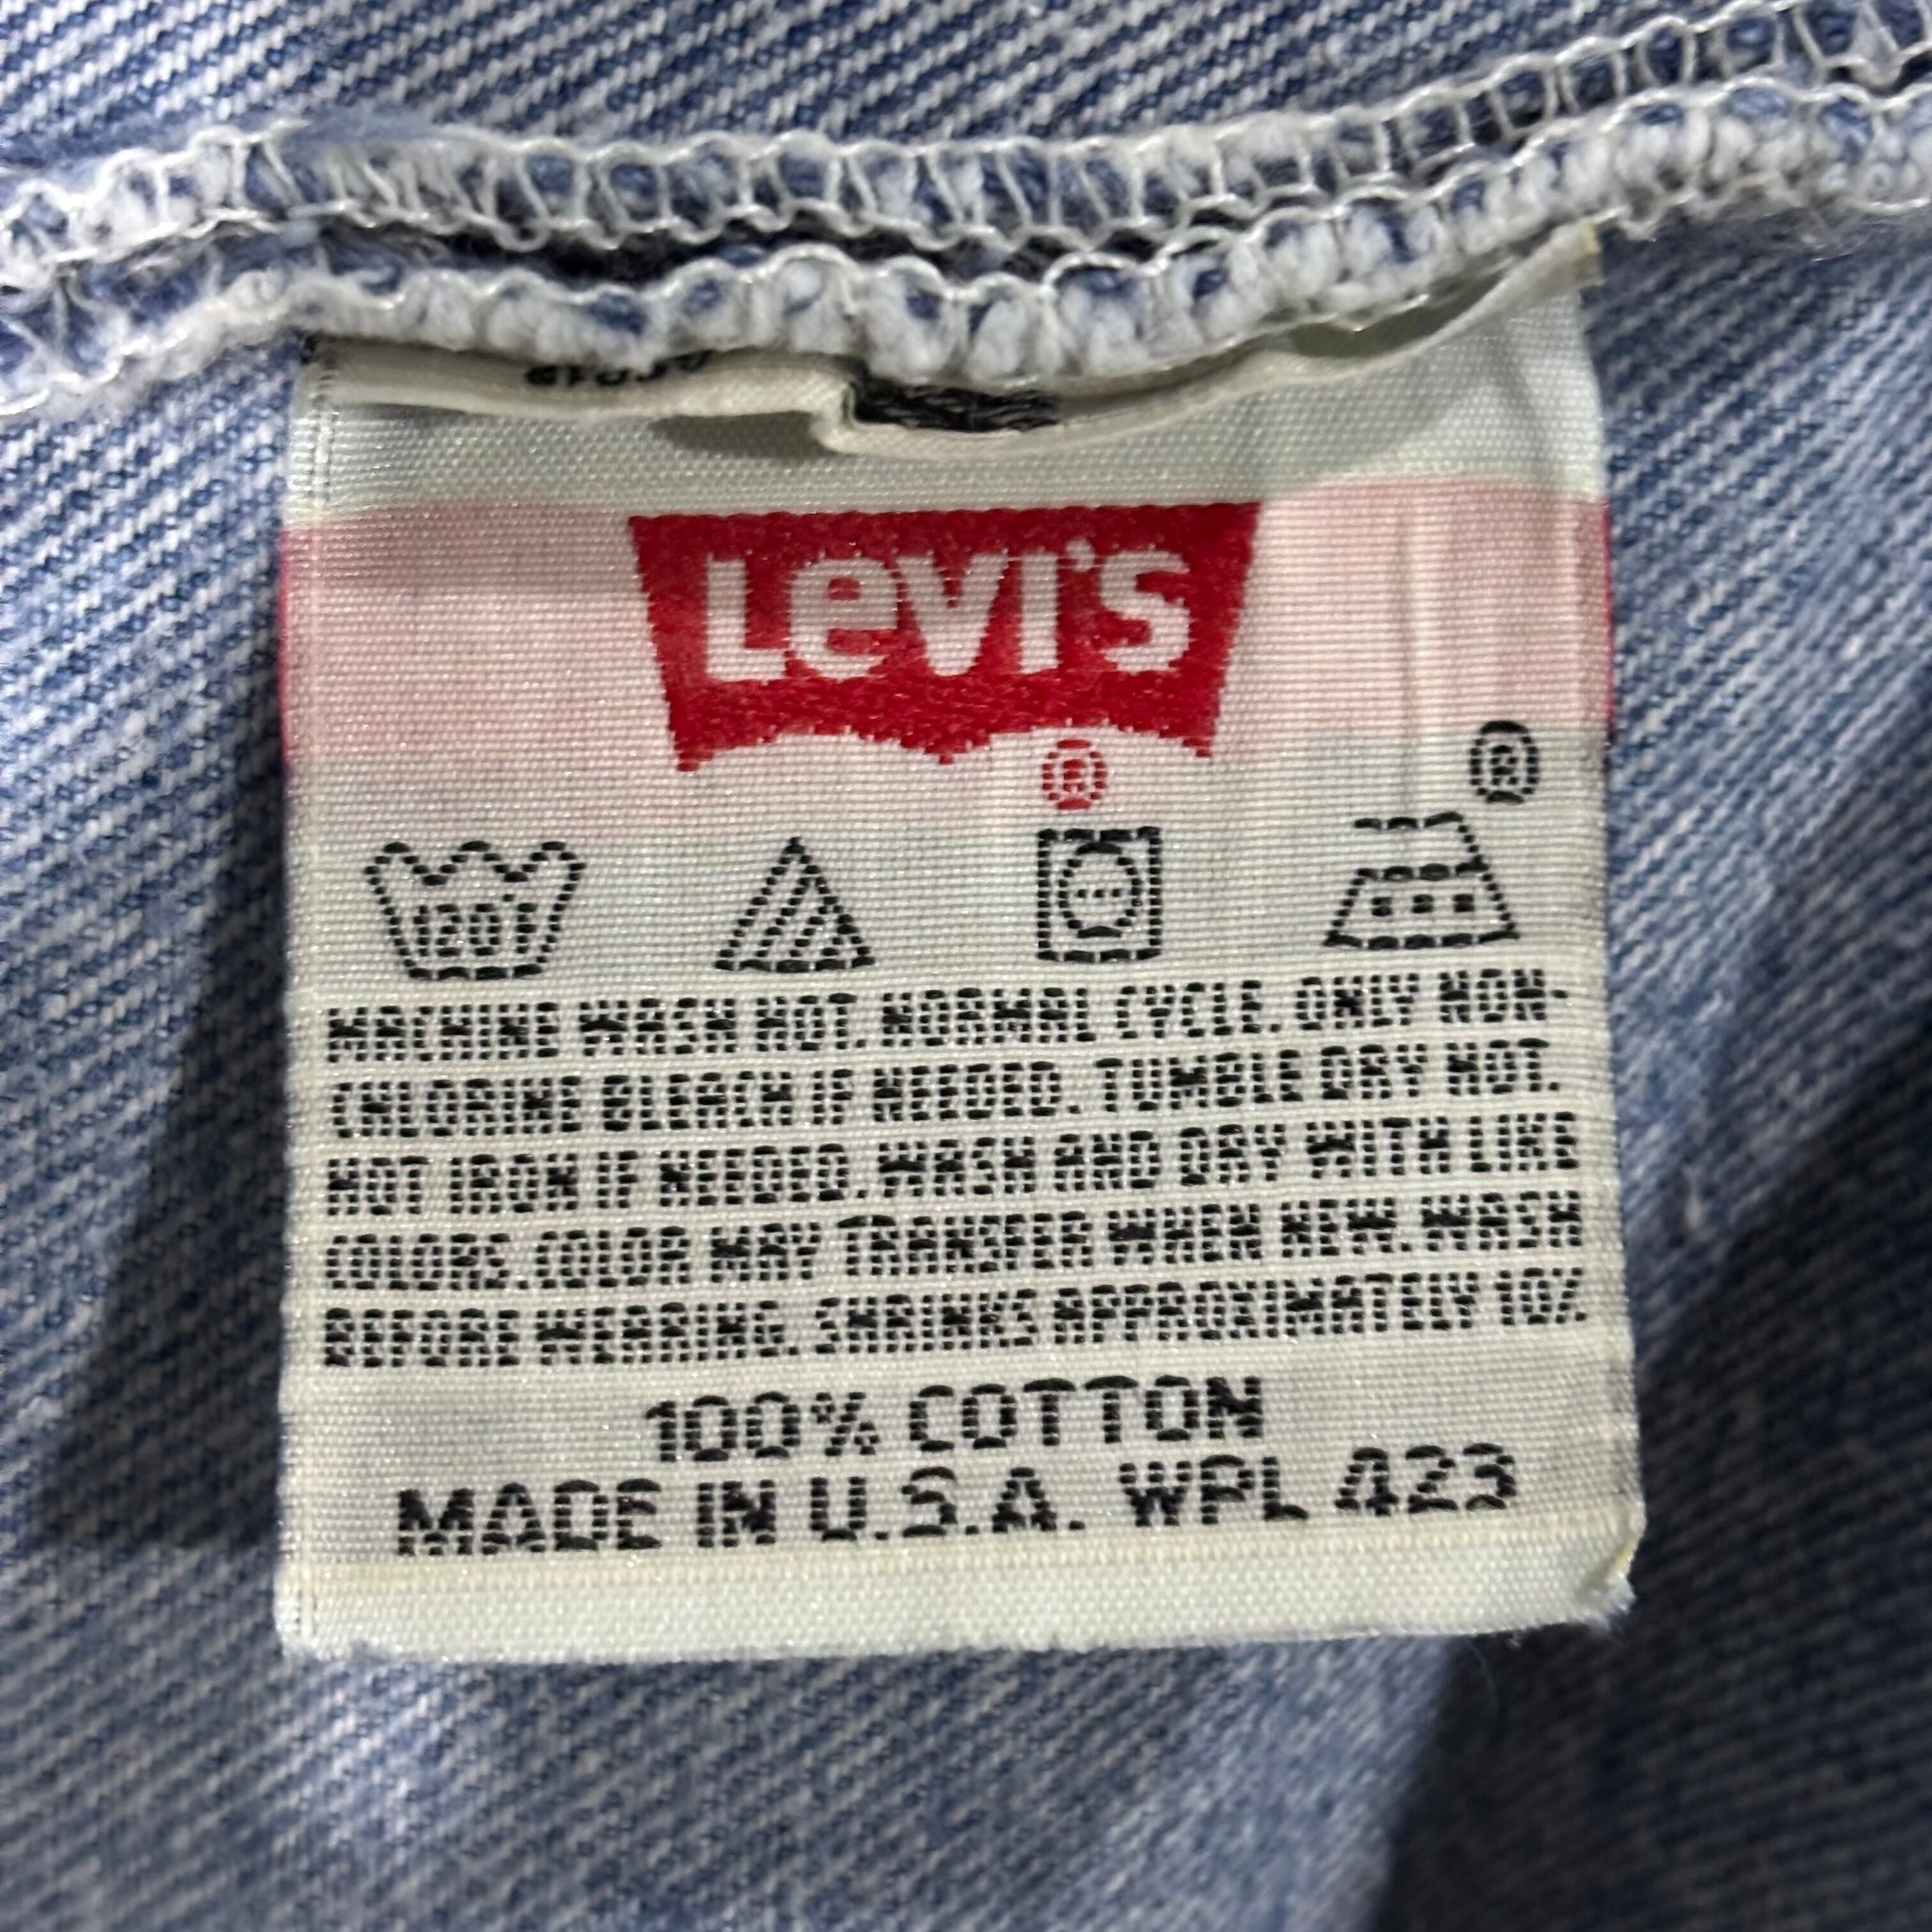 Levi's
®
®
120°F
MACHINE WASH HOT. NORMAL CYCLE. ONLY NON-
CHLORINE BLEACH IF NEEDED. TUMBLE DRY HOT.
HOT IRON IF NEEDED. WASH AND DRY WITH LIKE
COLORS. COLOR MAY TRANSFER WHEN NEW. WASH
BEFORE WEARING. SHRINKS APPROXIMATELY 10%.
100% COTTON
MADE IN U.S.A. WPL 423